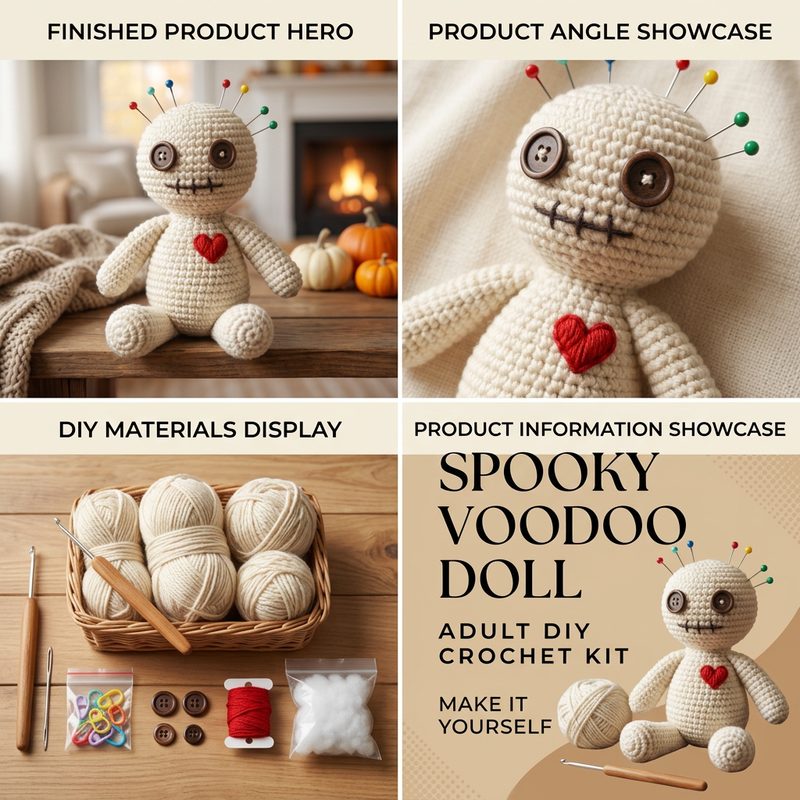 FINISHED PRODUCT HERO
PRODUCT ANGLE SHOWCASE
DIY MATERIALS DISPLAY
PRODUCT INFORMATION SHOWCASE
SPOOKY
VOODOO
DOLL
ADULT DIY
CROCHET KIT
MAKE IT
YOURSELF